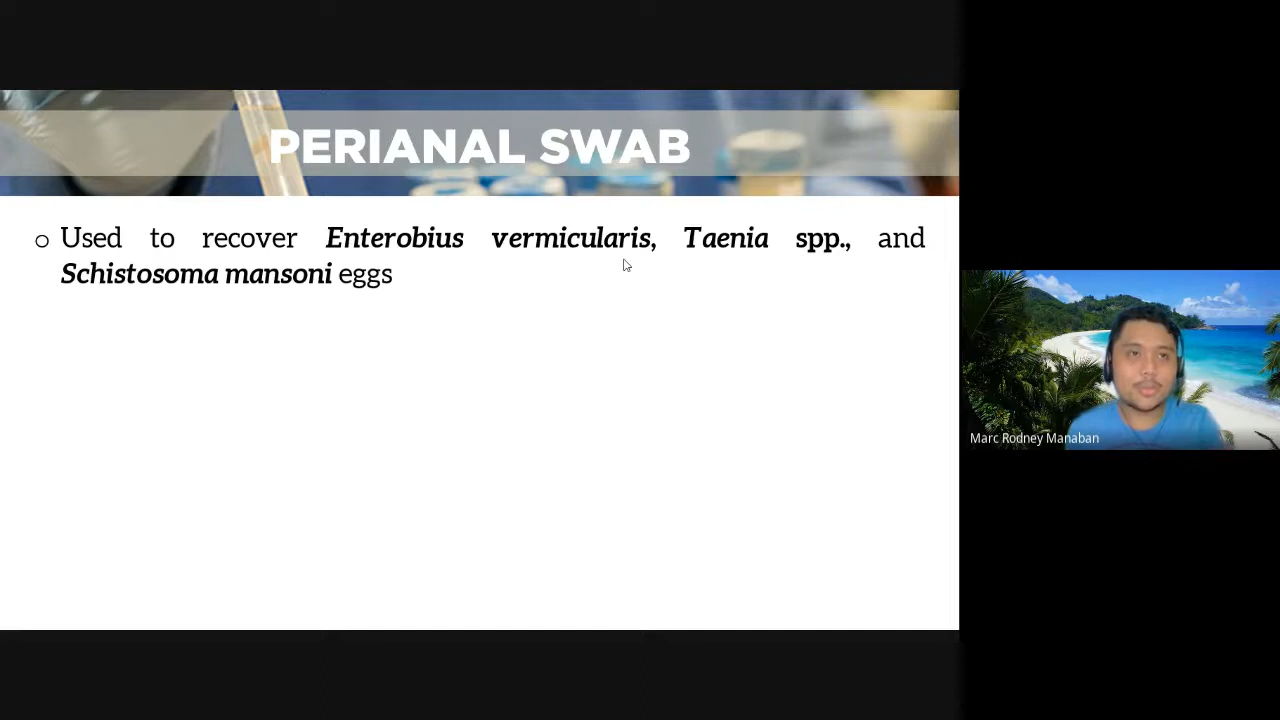 PERIANAL SWAB
o Used to recover Enterobius vermicularis, Taenia spp., and
Schistosoma mansoni eggs
Marc Rodney Manaban